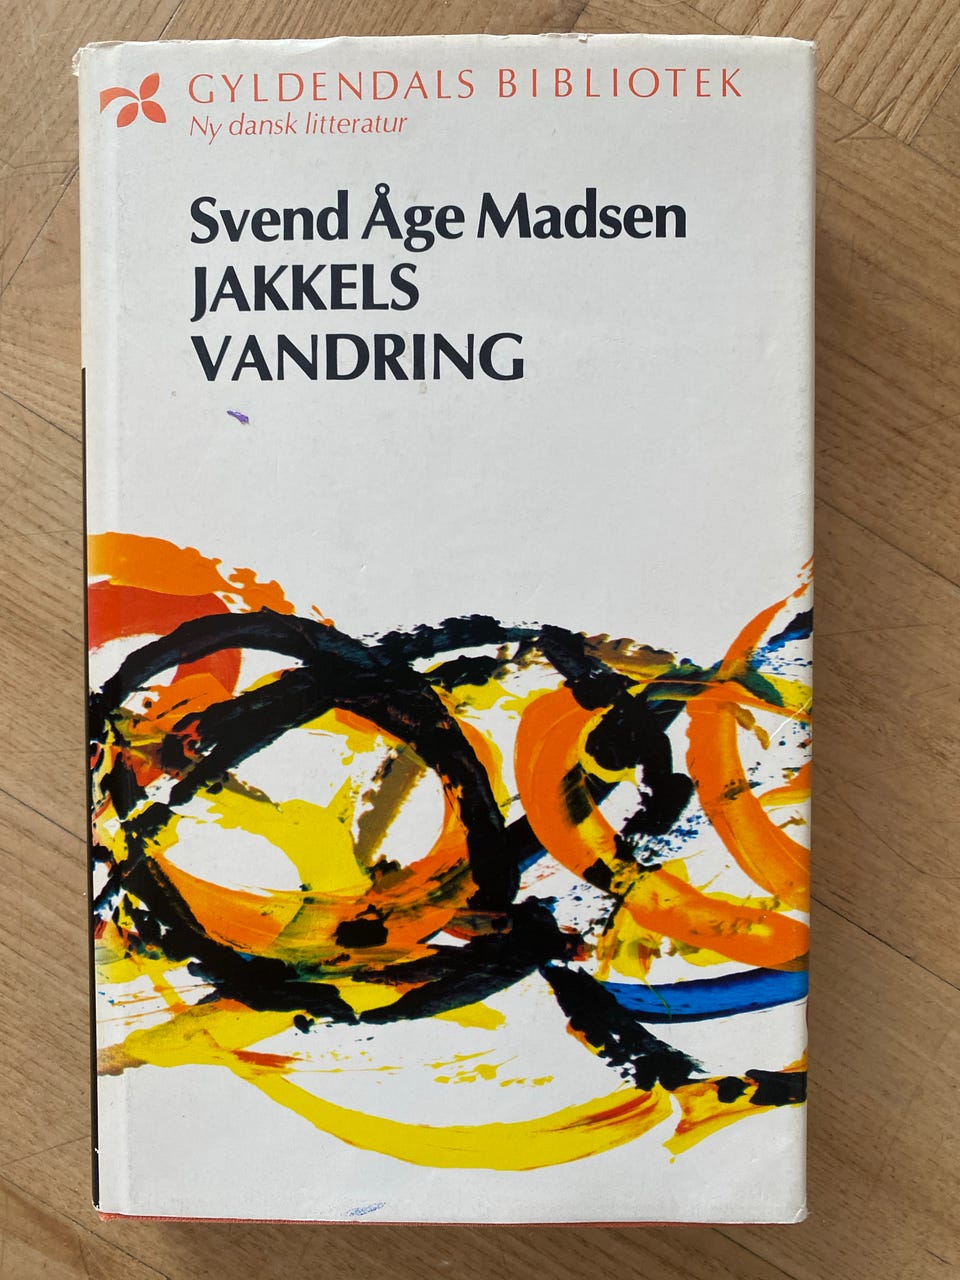 GYLDENDALS BIBLIOTEK
Ny dansk litteratur
Svend Åge Madsen
JAKKELS
VANDRING